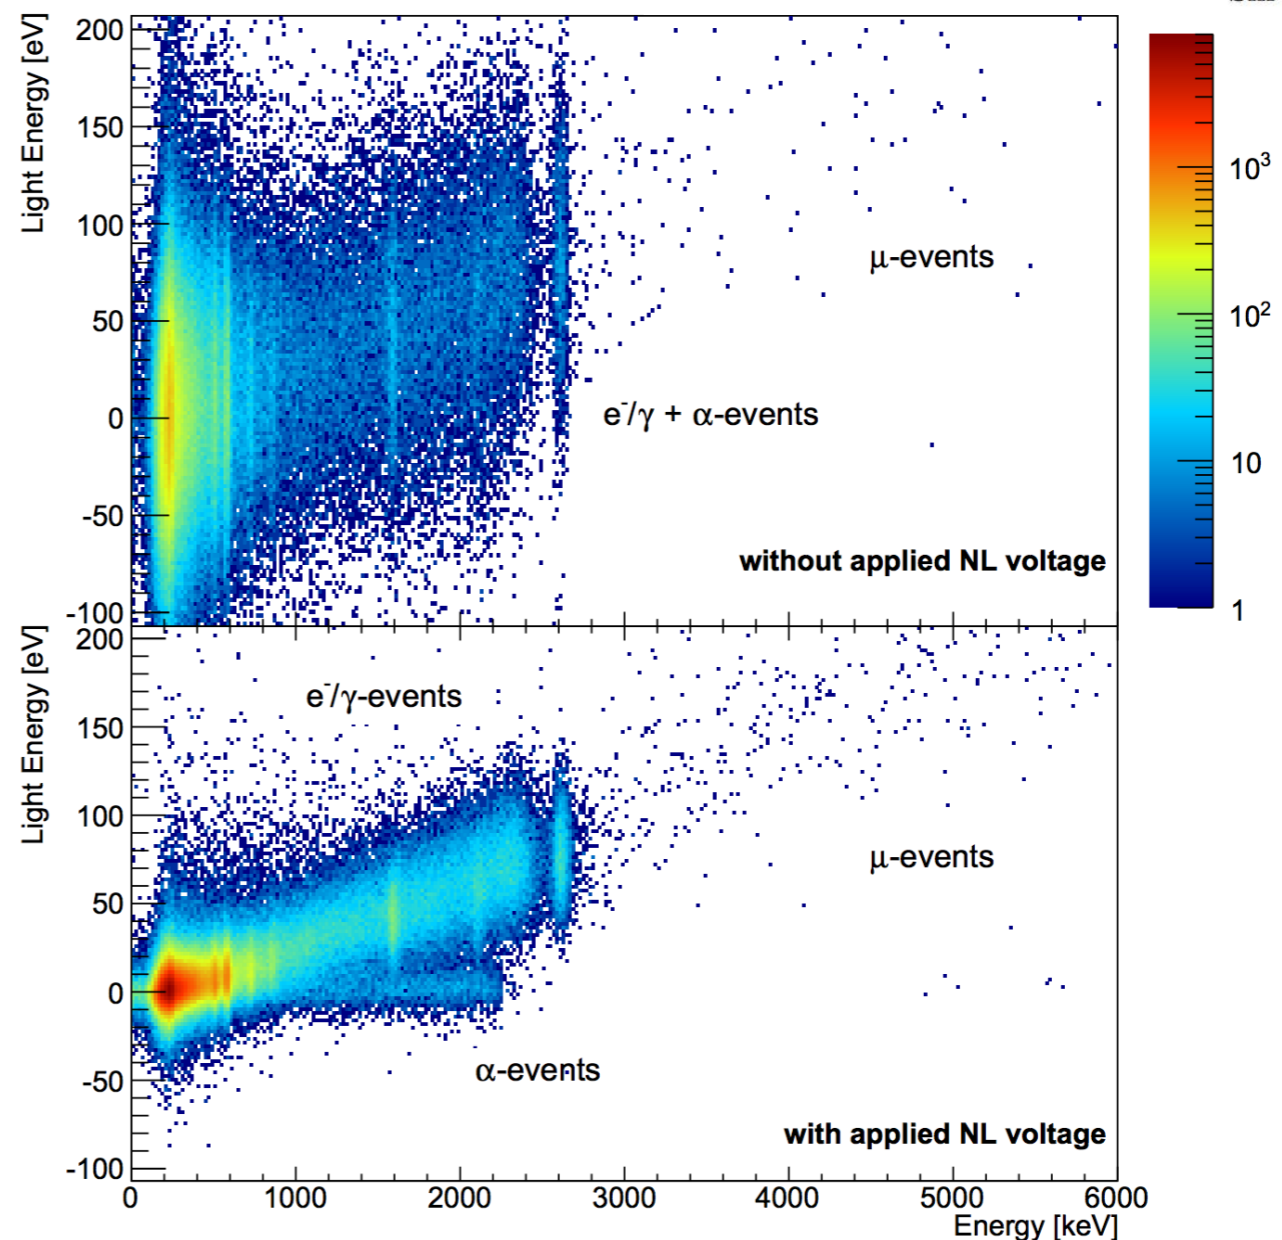 Light Energy [eV]
200
150
100
50
0
-50
-100
μ-events
e⁻/γ + α-events
without applied NL voltage
10³
10²
10
1
Light Energy [eV]
200
150
100
50
0
-50
-100
e⁻/γ-events
μ-events
α-events
with applied NL voltage
0 1000 2000 3000 4000 5000 6000
Energy [keV]